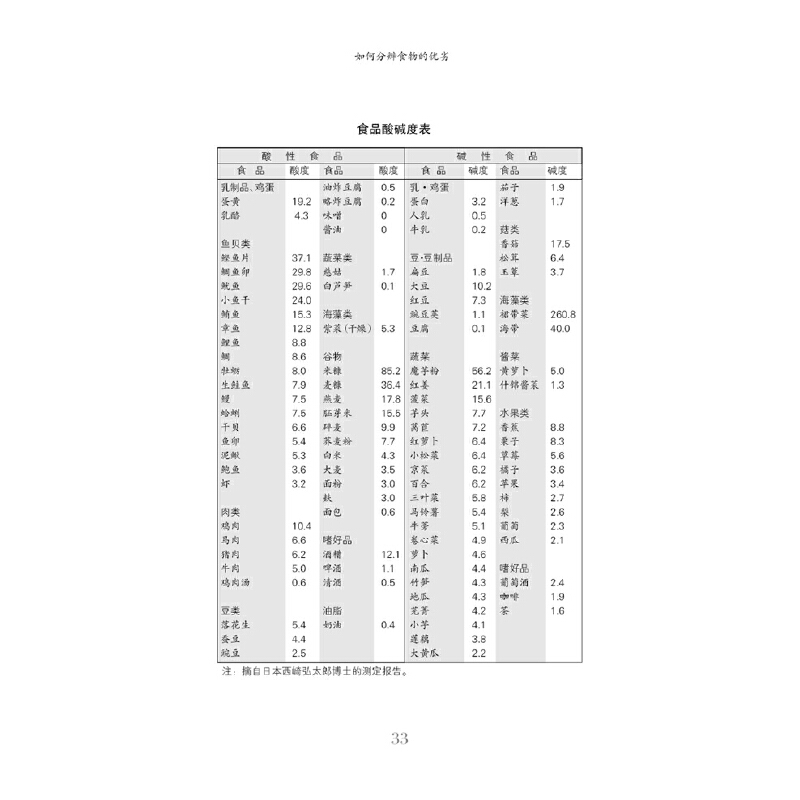 如何分辨食物的优劣
食品酸碱度表
酸 性 食 品 碱 性 食 品
食 品 酸度 食品 酸度 食 品 碱度 食品 碱度
乳制品、鸡蛋 油炸豆腐 0.5 乳·鸡蛋 茄子 1.9
蛋黄 19.2 略炸豆腐 0.2 蛋白 3.2 洋葱 1.7
乳酪 4.3 味噌 0 人乳 0.5
酱油 0 牛乳 0.2 菇类
鱼贝类 香菇 17.5
鲣鱼片 37.1 蔬菜类 豆·豆制品 松茸 6.4
鲷鱼卵 29.8 慈菇 1.7 扁豆 1.8 玉蕈 3.7
鱿鱼 29.6 白芦笋 0.1 大豆 10.2
小鱼干 24.0 红豆 7.3 海藻类
鲔鱼 15.3 海藻类 豌豆荚 1.1 裙带菜 260.8
章鱼 12.8 紫菜(干燥) 5.3 豆腐 0.1 海带 40.0
鲤鱼 8.8
鲷 8.6 谷物 蔬菜 酱菜
牡蛎 8.0 米糠 85.2 魔芋粉 56.2 黄萝卜 5.0
生鲑鱼 7.9 麦糠 36.4 红姜 21.1 什锦酱菜 1.3
鳗 7.5 燕麦 17.8 菠菜 15.6
蛤蜊 7.5 胚芽米 15.5 芋头 7.7 水果类
干贝 6.6 碎麦 9.9 莴苣 7.2 香蕉 8.8
鱼卵 5.4 荞麦粉 7.7 红萝卜 6.4 栗子 8.3
泥鳅 5.3 白米 4.3 小松菜 6.4 草莓 5.6
鲍鱼 3.6 大麦 3.5 京菜 6.2 橘子 3.6
虾 3.2 面粉 3.0 百合 6.2 苹果 3.4
麸 3.0 三叶菜 5.8 柿 2.7
肉类 面包 0.6 马铃薯 5.4 梨 2.6
鸡肉 10.4 牛蒡 5.1 葡萄 2.3
马肉 6.6 嗜好品 卷心菜 4.9 西瓜 2.1
猪肉 6.2 酒糟 12.1 萝卜 4.6
牛肉 5.0 啤酒 1.1 南瓜 4.4 嗜好品
鸡肉汤 0.6 清酒 0.5 竹笋 4.3 葡萄酒 2.4
地瓜 4.3 咖啡 1.9
豆类 油脂 芜菁 4.2 茶 1.6
落花生 5.4 奶油 0.4 小芋 4.1
蚕豆 4.4 莲藕 3.8
豌豆 2.5 大黄瓜 2.2
注：摘自日本西崎弘太郎博士的测定报告。
33